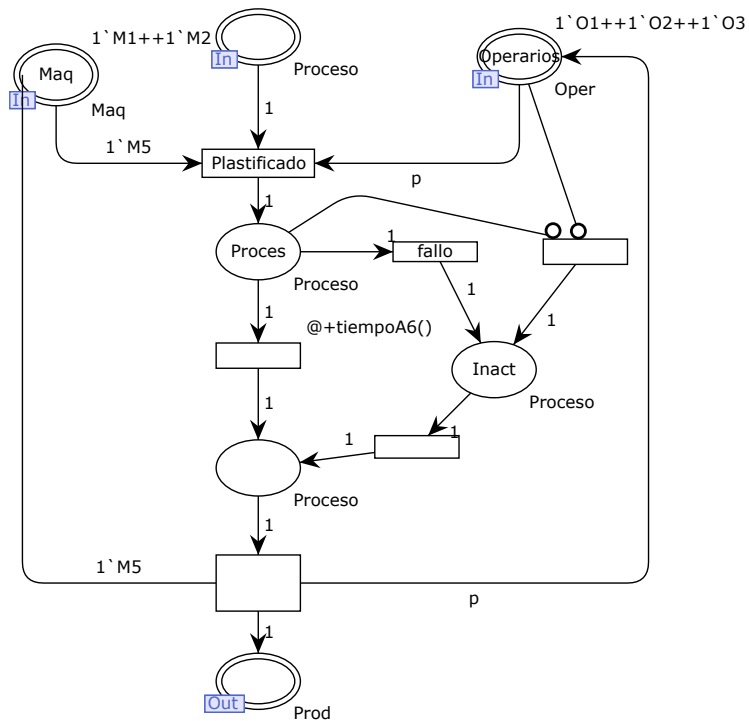 1`O1++1`O2++1`O3
1`M1++1`M2
In
Proceso
Operarios
In
Oper
Maq
In
Maq
1
1`M5
Plastificado
p
1
Proces
1
fallo
Proceso
1
1
1
@+tiempoA6()
Inact
Proceso
1
1
1
Proceso
1
1`M5
p
1
Out
Prod